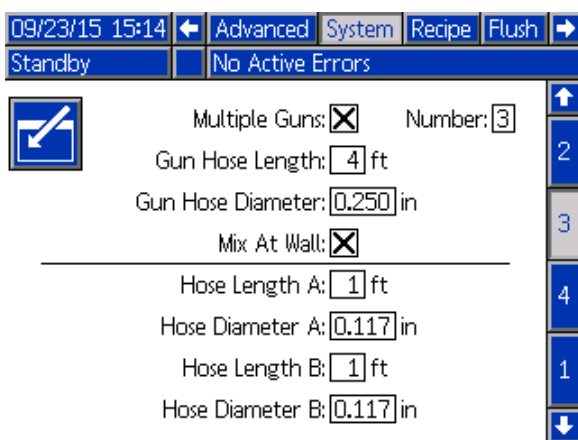 09/23/15 15:14 Advanced System Recipe Flush
Standby No Active Errors
Multiple Guns: Number: 3
Gun Hose Length: 4 ft
Gun Hose Diameter: 0.250 in
Mix At Wall:
Hose Length A: 1 ft
Hose Diameter A: 0.117 in
Hose Length B: 1 ft
Hose Diameter B: 0.117 in
2
3
4
1